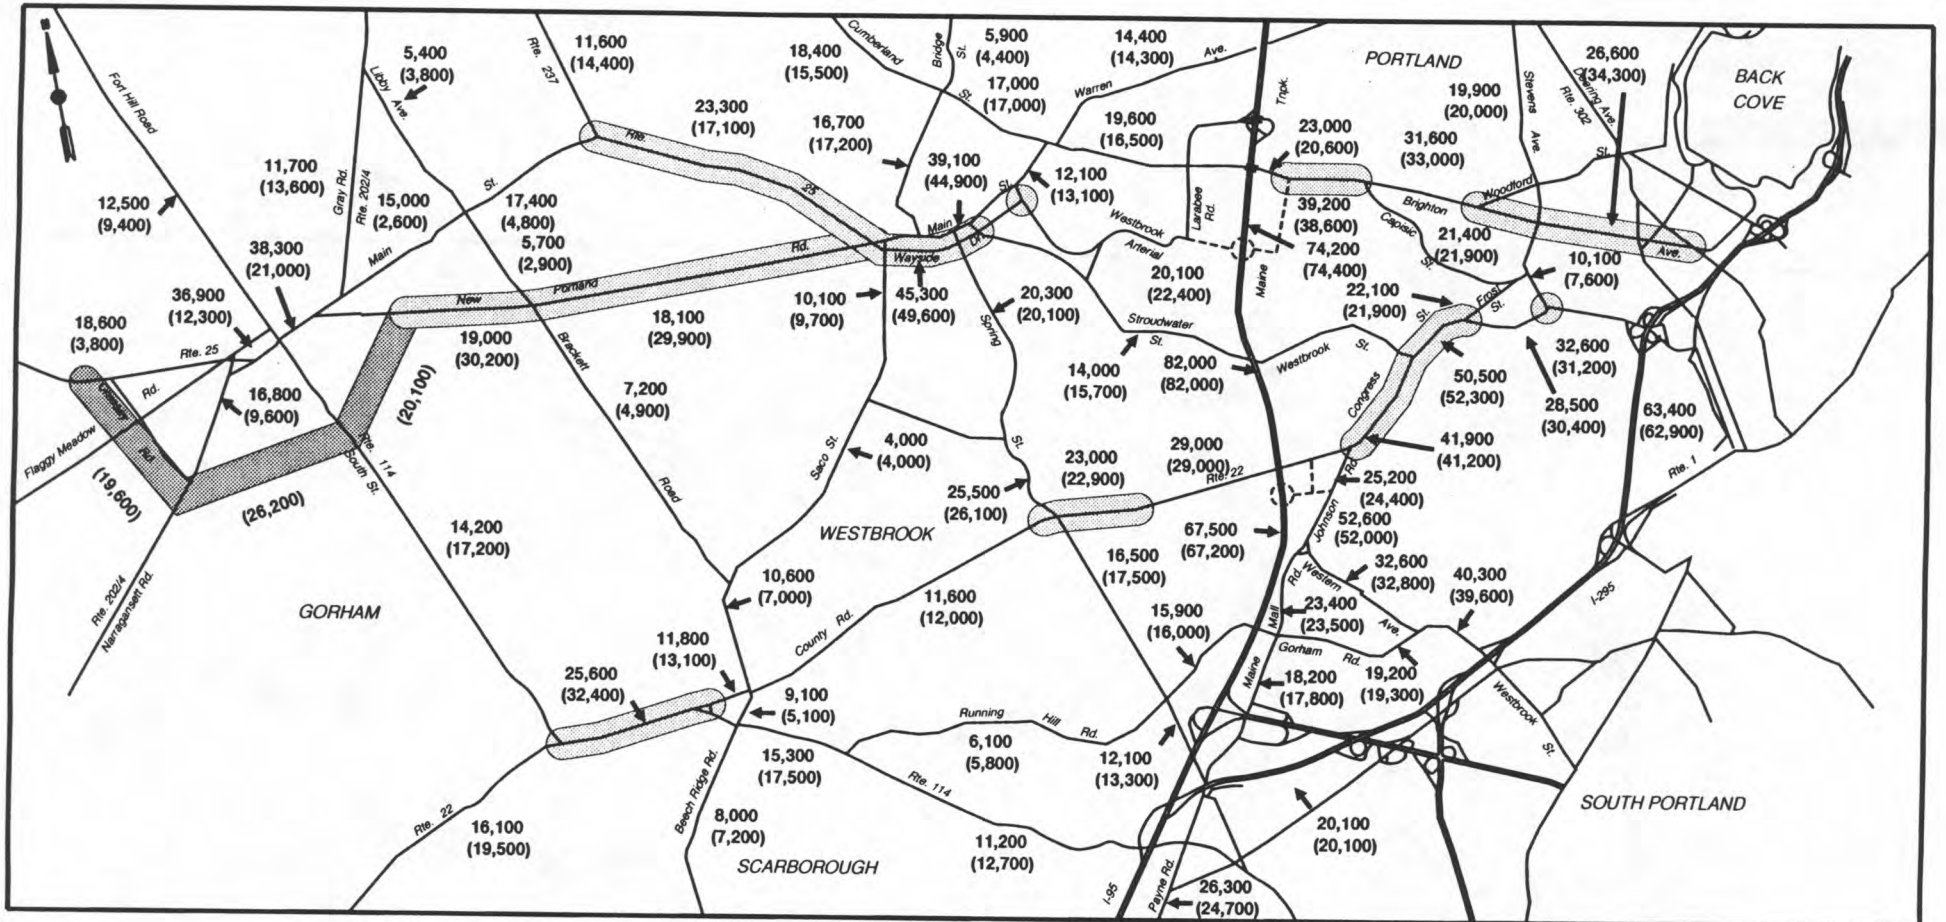 5,400
(3,800)
11,600
(14,400)
18,400
(15,500)
Cumberland
St.
Bridge
St.
5,900
(4,400)
14,400
(14,300)
Warren
Ave.
PORTLAND
26,600
(34,300)
BACK
COVE
Fort Hill Road
Libby
Ave.
Rte. 237
17,000
(17,000)
Tripk.
Stevens
Ave.
Deering Ave.
Rte. 302
19,900
(20,000)
23,300
(17,100)
Rte.
25
16,700
(17,200)
19,600
(16,500)
23,000
(20,600)
31,600
(33,000)
11,700
(13,600)
Gray Rd.
Rte. 202/4
39,100
(44,900)
12,100
(13,100)
Woodford
St.
12,500
(9,400)
15,000
(2,600)
Main
St.
17,400
(4,800)
Main
St.
Larabee
Rd.
39,200
(38,600)
Brighton
Ave.
Capisic
St.
21,400
(21,900)
38,300
(21,000)
5,700
(2,900)
Wayside
Dr.
Westbrook
Arterial
Maine
74,200
(74,400)
10,100
(7,600)
36,900
(12,300)
New
Portland
Rd.
10,100
(9,700)
45,300
(49,600)
20,300
(20,100)
20,100
(22,400)
22,100
(21,900)
Frost
St.
18,600
(3,800)
Rte. 25
19,000
(30,200)
18,100
(29,900)
Spring
St.
Stroudwater
St.
Westbrook
St.
32,600
(31,200)
Brackett
Road
14,000
(15,700)
82,000
(82,000)
Congress
St.
50,500
(52,300)
28,500
(30,400)
63,400
(62,900)
Cemetery
Rd.
Flaggy Meadow
Rd.
16,800
(9,600)
(20,100)
7,200
(4,900)
Saco St.
4,000
(4,000)
23,000
(22,900)
29,000
(29,000)
Rte. 22
41,900
(41,200)
Rte. 1
(19,600)
(26,200)
Rte. 114
South St.
25,500
(26,100)
25,200
(24,400)
Johnson
Rd.
14,200
(17,200)
WESTBROOK
16,500
(17,500)
67,500
(67,200)
52,600
(52,000)
Western
Ave.
32,600
(32,800)
40,300
(39,600)
I-295
Rte. 202/4
Narragansett Rd.
GORHAM
10,600
(7,000)
11,600
(12,000)
County
Rd.
15,900
(16,000)
Maine
Mall
Rd.
23,400
(23,500)
Gorham
Rd.
11,800
(13,100)
25,600
(32,400)
9,100
(5,100)
18,200
(17,800)
19,200
(19,300)
Westbrook
St.
Running
Hill
Rd.
6,100
(5,800)
12,100
(13,300)
15,300
(17,500)
Rte. 114
Rte. 22
16,100
(19,500)
Beech Ridge Rd.
8,000
(7,200)
SCARBOROUGH
11,200
(12,700)
20,100
(20,100)
SOUTH PORTLAND
I-95
Payne Rd.
26,300
(24,700)